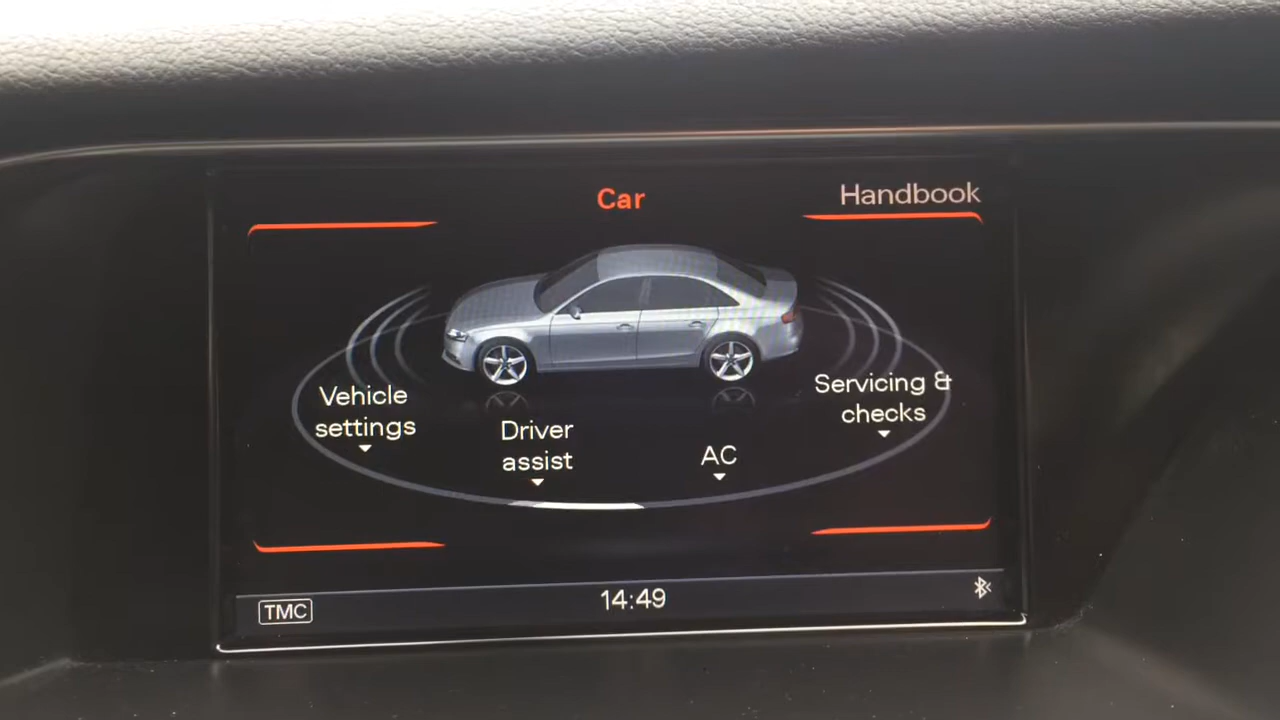 Car
Handbook
Vehicle
settings
Driver
assist
AC
Servicing &
checks
TMC
14:49